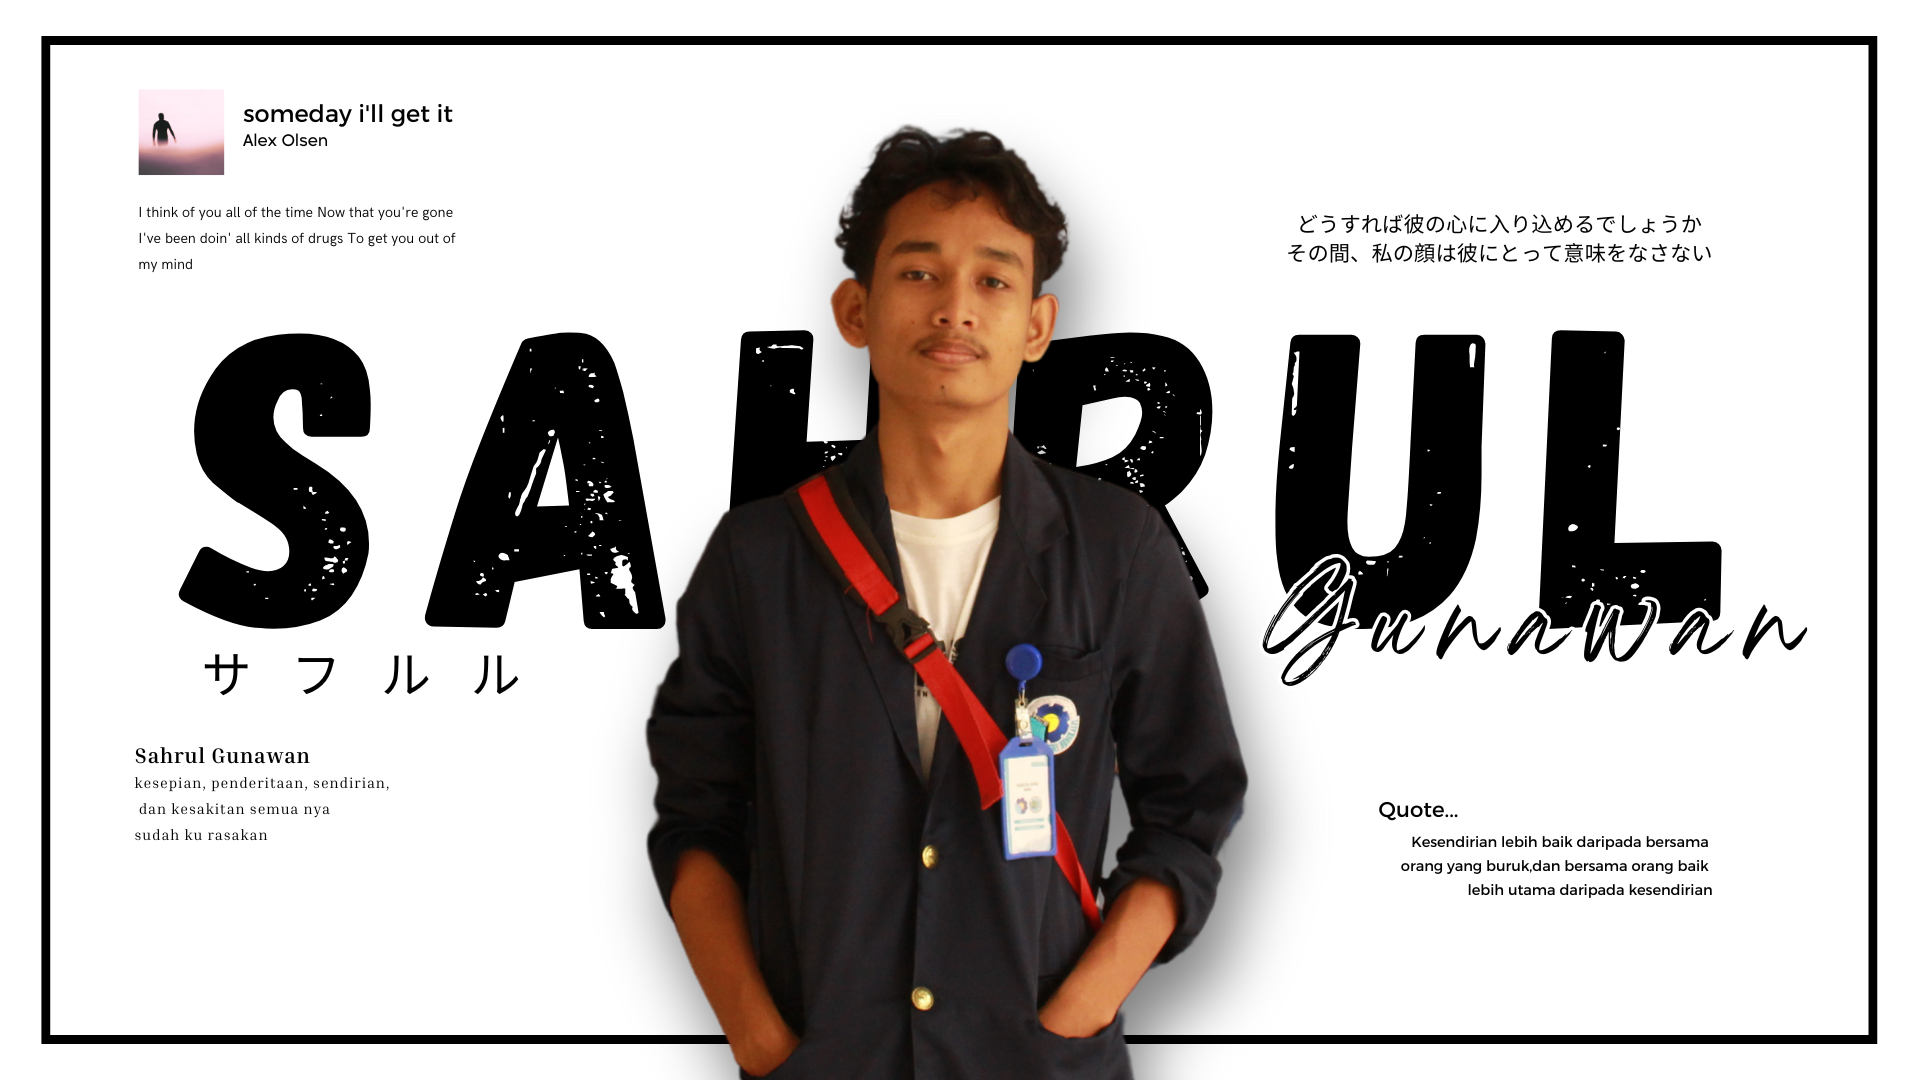 someday i'll get it
Alex Olsen
I think of you all of the time Now that you're gone
I've been doin' all kinds of drugs To get you out of
my mind
どうすれば彼の心に入り込めるでしょうか
その間、私の顔は彼にとって意味をなさない
SAHRUL
Gunawan
サフルル
Sahrul Gunawan
kesepian, penderitaan, sendirian,
dan kesakitan semua nya
sudah ku rasakan
Quote...
Kesendirian lebih baik daripada bersama
orang yang buruk,dan bersama orang baik
lebih utama daripada kesendirian